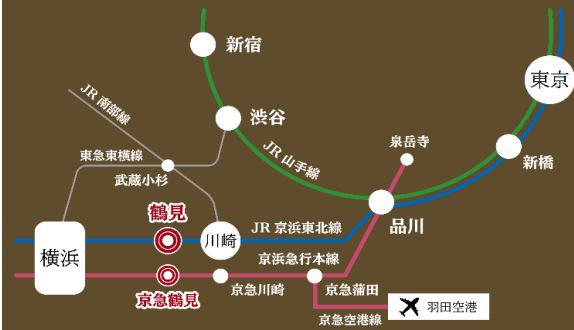 新宿
東京
JR 南部線
渋谷
泉岳寺
東急東横線
JR 山手線
新橋
武蔵小杉
鶴見
品川
JR 京浜東北線
川崎
横浜
京浜急行本線
京急鶴見
京急川崎
京急蒲田
羽田空港
京急空港線